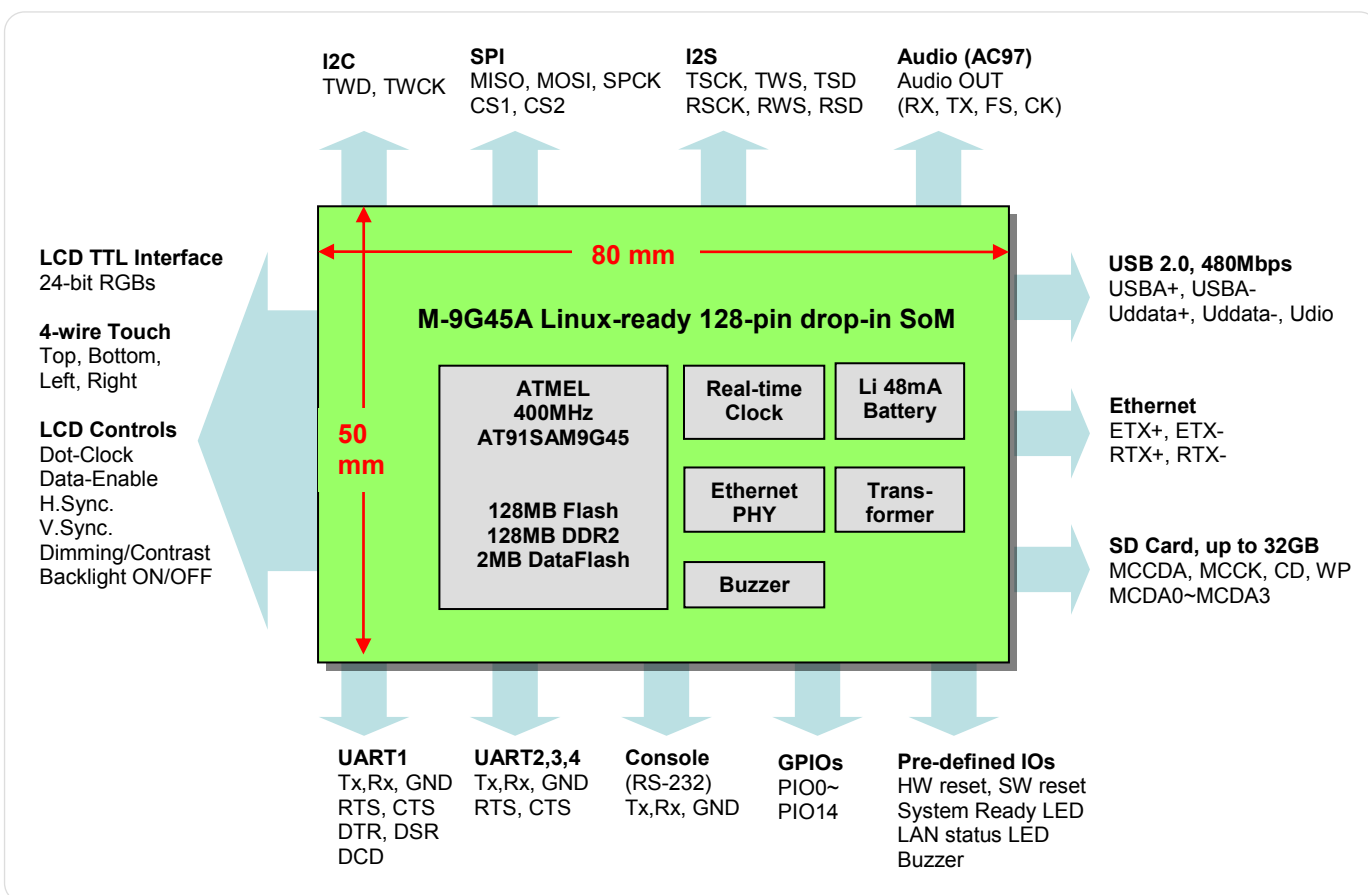 I2C
TWD, TWCK
SPI
MISO, MOSI, SPCK
CS1, CS2
I2S
TSCK, TWS, TSD
RSCK, RWS, RSD
Audio (AC97)
Audio OUT
(RX, TX, FS, CK)
LCD TTL Interface
24-bit RGBs
4-wire Touch
Top, Bottom,
Left, Right
LCD Controls
Dot-Clock
Data-Enable
H.Sync.
V.Sync.
Dimming/Contrast
Backlight ON/OFF
80 mm
50
mm
M-9G45A Linux-ready 128-pin drop-in SoM
ATMEL
400MHz
AT91SAM9G45
128MB Flash
128MB DDR2
2MB DataFlash
Real-time
Clock
Li 48mA
Battery
Ethernet
PHY
Trans-
former
Buzzer
USB 2.0, 480Mbps
USBA+, USBA-
Uddata+, Uddata-, Udio
Ethernet
ETX+, ETX-
RTX+, RTX-
SD Card, up to 32GB
MCCDA, MCCK, CD, WP
MCDA0~MCDA3
UART1
Tx,Rx, GND
RTS, CTS
DTR, DSR
DCD
UART2,3,4
Tx,Rx, GND
RTS, CTS
Console
(RS-232)
Tx,Rx, GND
GPIOs
PIO0~
PIO14
Pre-defined IOs
HW reset, SW reset
System Ready LED
LAN status LED
Buzzer